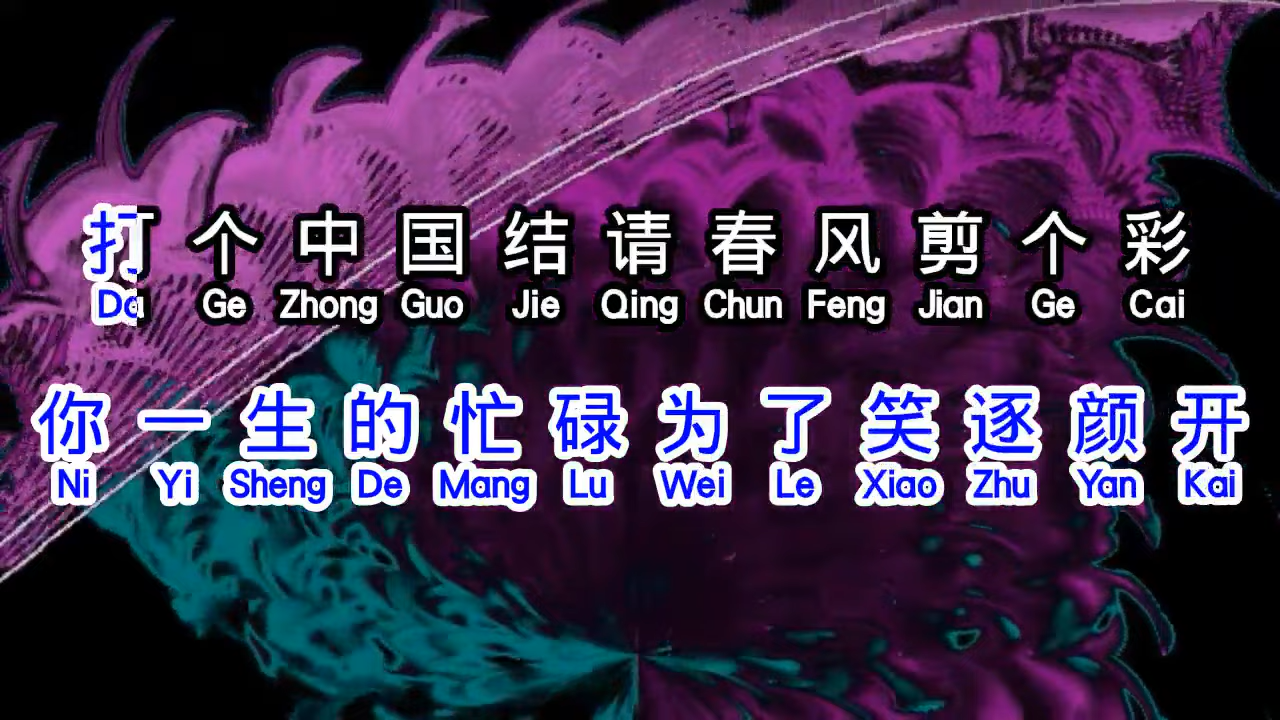 打个中国结请春风剪个彩
Da Ge Zhong Guo Jie Qing Chun Feng Jian Ge Cai
你一生的忙碌为了笑逐颜开
Ni Yi Sheng De Mang Lu Wei Le Xiao Zhu Yan Kai